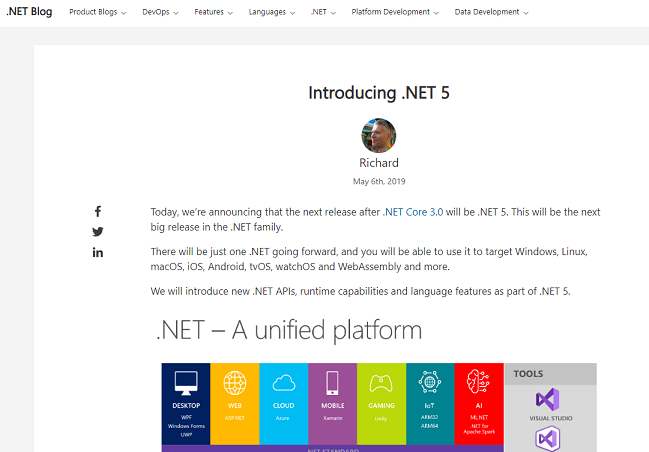 .NET Blog Product Blogs DevOps Features Languages .NET Platform Development Data Development
Introducing .NET 5
Richard
May 6th, 2019
Today, we're announcing that the next release after .NET Core 3.0 will be .NET 5. This will be the next
big release in the .NET family.
There will be just one .NET going forward, and you will be able to use it to target Windows, Linux,
macOS, iOS, Android, tvOS, watchOS and WebAssembly and more.
We will introduce new .NET APIs, runtime capabilities and language features as part of .NET 5.
.NET – A unified platform
TOOLS
DESKTOP WEB CLOUD MOBILE GAMING IoT AI
WPF ASP.NET Azure Xamarin Unity ARM32 ML.NET
Windows Forms ARM64 .NET for
UWP Apache Spark
VISUAL STUDIO
.NET STANDARD